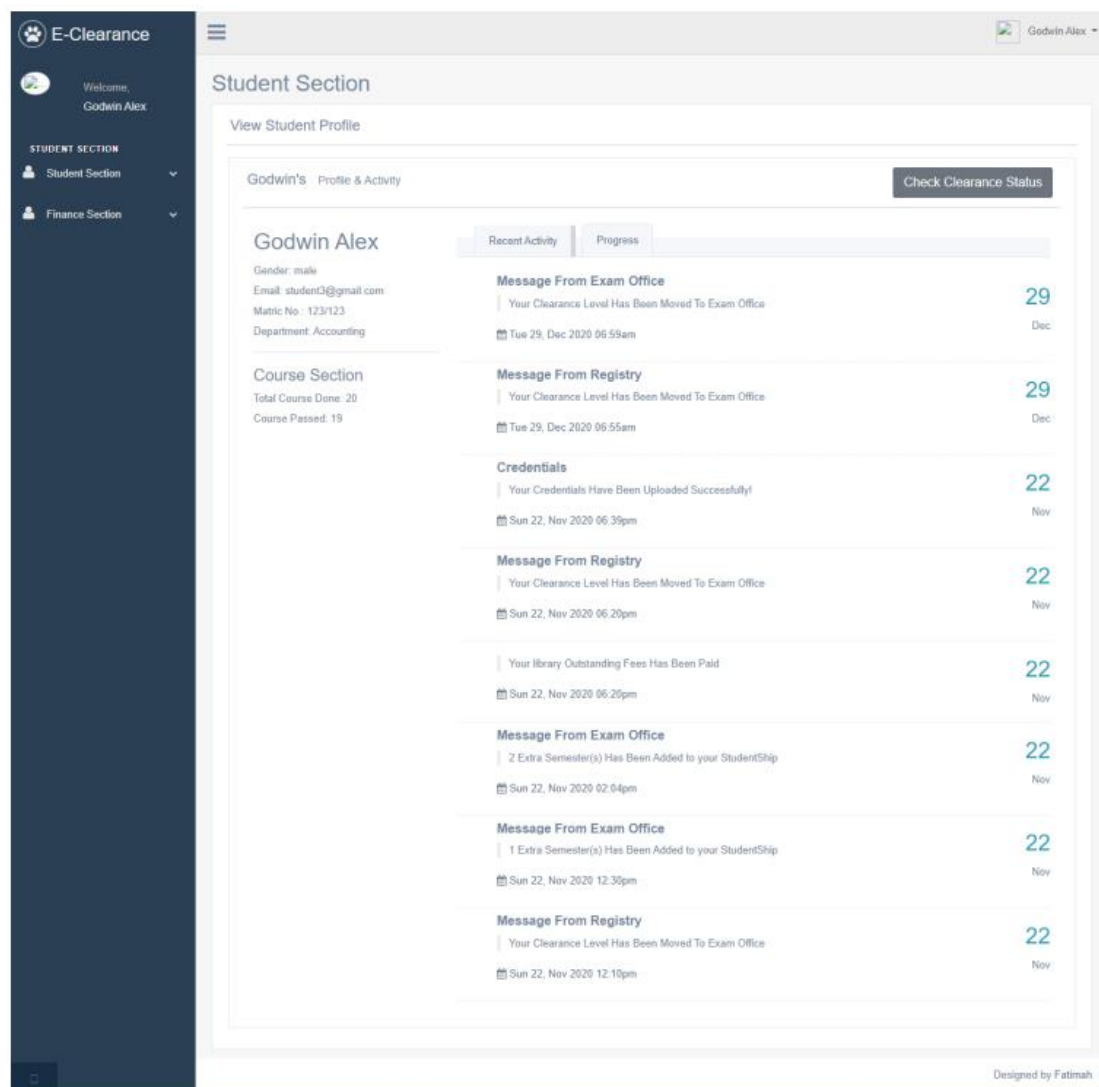 E-Clearance
Godwin Alex
Welcome,
Godwin Alex
STUDENT SECTION
Student Section
Finance Section
Student Section
View Student Profile
Godwin's Profile & Activity
Check Clearance Status
Godwin Alex
Gender: male
Email: student3@gmail.com
Matric No.: 123/123
Department: Accounting
Course Section
Total Course Done: 20
Course Passed: 19
Recent Activity
Progress
Message From Exam Office
Your Clearance Level Has Been Moved To Exam Office
Tue 29, Dec 2020 06:59am
29
Dec
Message From Registry
Your Clearance Level Has Been Moved To Exam Office
Tue 29, Dec 2020 06:55am
29
Dec
Credentials
Your Credentials Have Been Uploaded Successfully!
Sun 22, Nov 2020 06:39pm
22
Nov
Message From Registry
Your Clearance Level Has Been Moved To Exam Office
Sun 22, Nov 2020 06:20pm
22
Nov
Your library Outstanding Fees Has Been Paid
Sun 22, Nov 2020 06:20pm
22
Nov
Message From Exam Office
2 Extra Semester(s) Has Been Added to your StudentShip
Sun 22, Nov 2020 02:04pm
22
Nov
Message From Exam Office
1 Extra Semester(s) Has Been Added to your StudentShip
Sun 22, Nov 2020 12:30pm
22
Nov
Message From Registry
Your Clearance Level Has Been Moved To Exam Office
Sun 22, Nov 2020 12:10pm
22
Nov
Designed by Fatimah